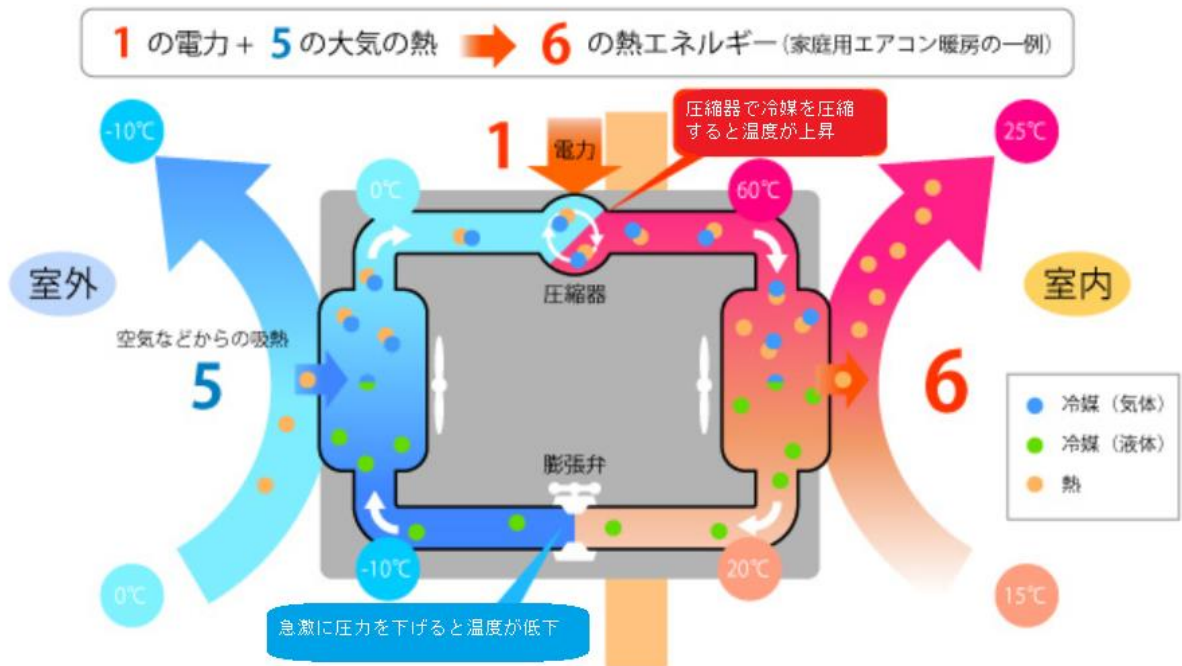 1 の電力 + 5 の大気の熱 6 の熱エネルギー(家庭用エアコン暖房の一例)
圧縮器で冷媒を圧縮
すると温度が上昇
-10℃
1
電力
25℃
0℃
60℃
室外
圧縮器
室内
空気などからの吸熱
5
6
冷媒(気体)
冷媒(液体)
熱
膨張弁
-10℃
20℃
0℃
15℃
急激に圧力を下げると温度が低下